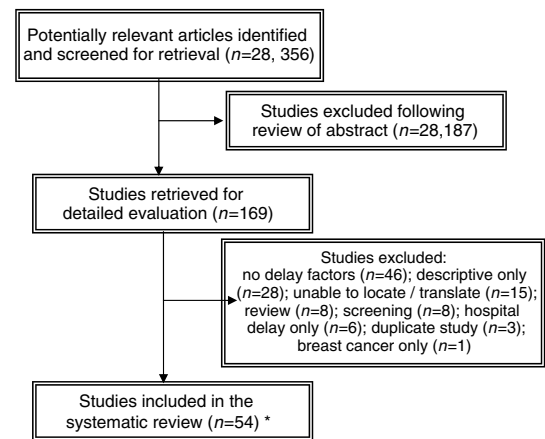 Potentially relevant articles identified
and screened for retrieval (n=28, 356)
Studies excluded following
review of abstract (n=28,187)
Studies retrieved for
detailed evaluation (n=169)
Studies excluded:
no delay factors (n=46); descriptive only
(n=28); unable to locate / translate (n=15);
review (n=8); screening (n=8); hospital
delay only (n=6); duplicate study (n=3);
breast cancer only (n=1)
Studies included in the
systematic review (n=54) *